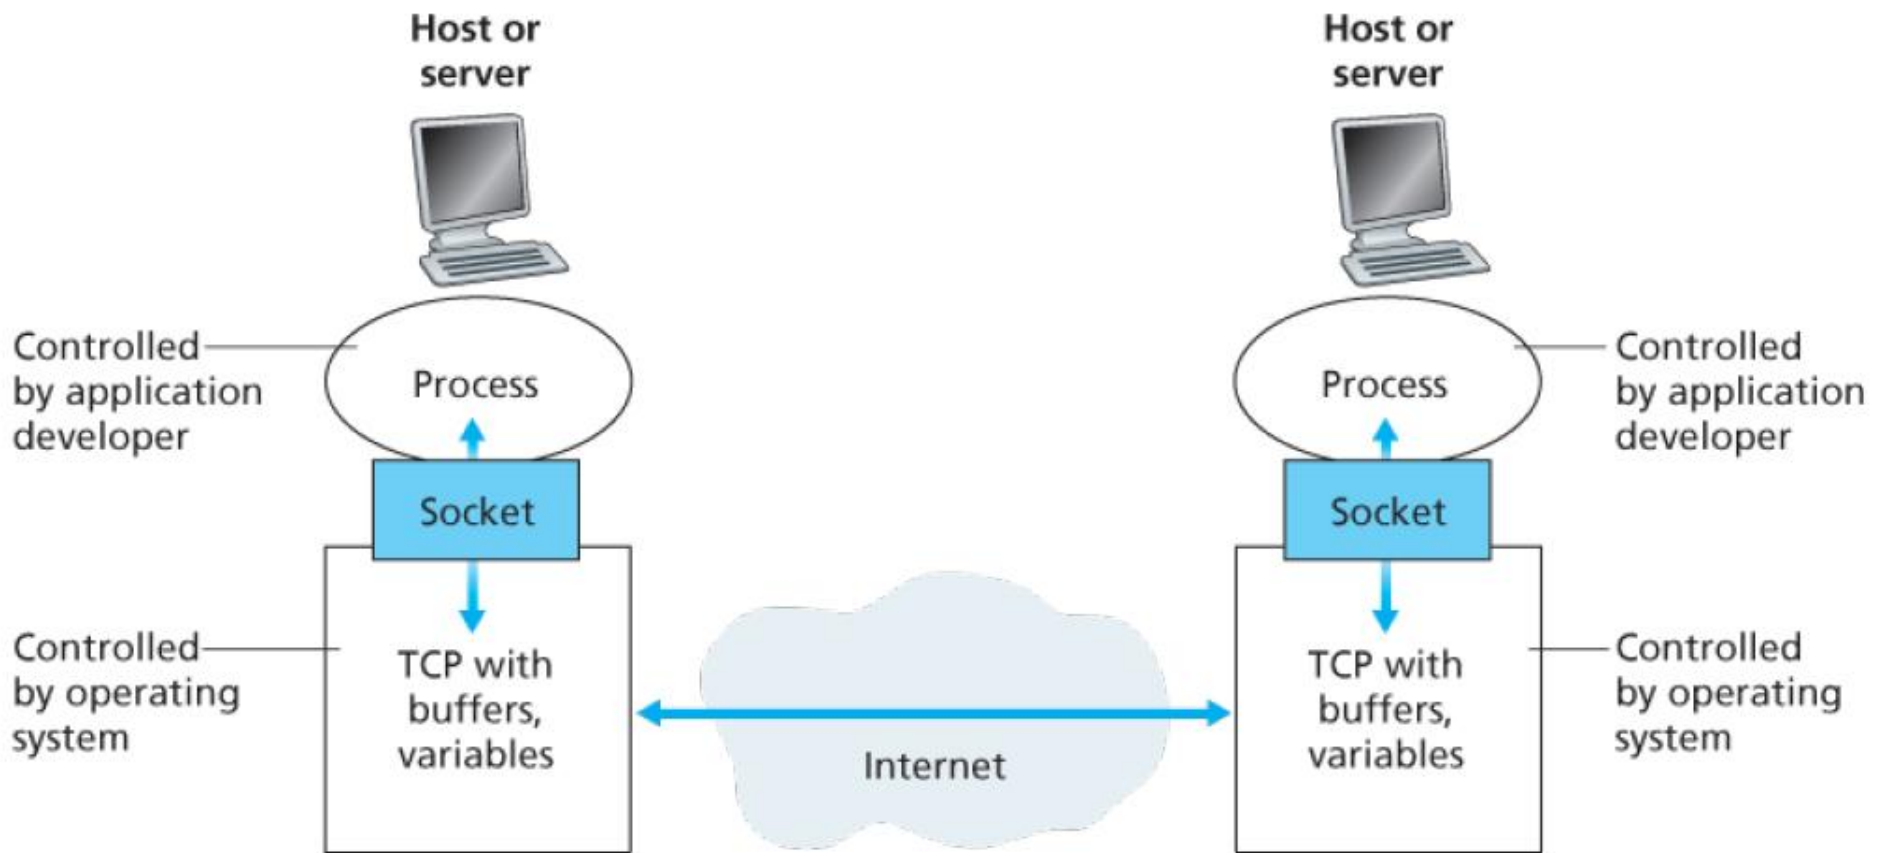 Host or
server
Host or
server
Controlled
by application
developer
Process
Process
Controlled
by application
developer
Socket
Socket
Controlled
by operating
system
TCP with
buffers,
variables
Internet
TCP with
buffers,
variables
Controlled
by operating
system